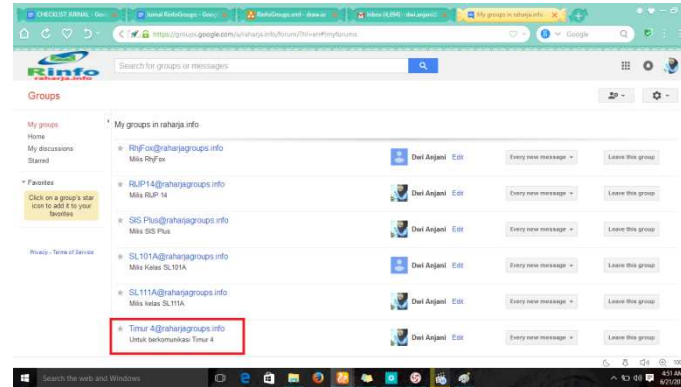 CHECKLIST JURNAL - Goo
Jurnal RinfoGroups - Goog
RinfoGroups.xml - draw.io
Inbox (4,894) - dwi.anjani@
My groups in raharja.info
https://groups.google.com/a/raharja.info/forum/?hl=en#!myforums
Google
Rinfo
raharja.info
Search for groups or messages
Groups
My groups
Home
My discussions
Starred
Favorites
Click on a group's star
icon to add it to your
favorites
Privacy - Terms of Service
My groups in raharja.info
RhjFox@raharjagroups.info
Milis RhjFox
Dwi Anjani Edit
Every new message
Leave this group
RIJP14@raharjagroups.info
Milis RIJP 14
Dwi Anjani Edit
Every new message
Leave this group
SIS Plus@raharjagroups.info
Milis SIS Plus
Dwi Anjani Edit
Every new message
Leave this group
SL101A@raharjagroups.info
Milis Kelas SL101A
Dwi Anjani Edit
Every new message
Leave this group
SL111A@raharjagroups.info
Milis kelas SL111A
Dwi Anjani Edit
Every new message
Leave this group
Timur 4@raharjagroups.info
Untuk berkomunikasi Timur 4
Dwi Anjani Edit
Every new message
Leave this group
Search the web and Windows
4:51 AM